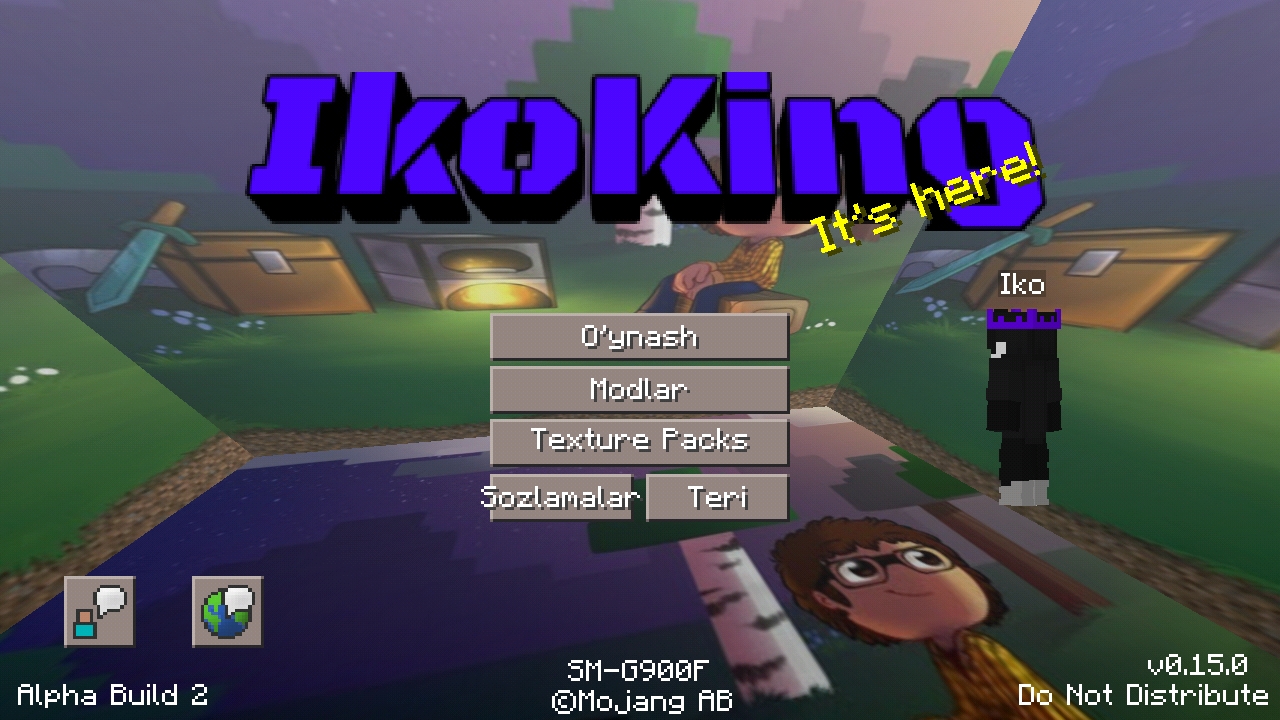 IkoKing
It's here!
Iko
O'ynash
Modlar
Texture Packs
Sozlamalar
Teri
SM-G900F
v0.15.0
Alpha Build 2
©Mojang AB
Do Not Distribute